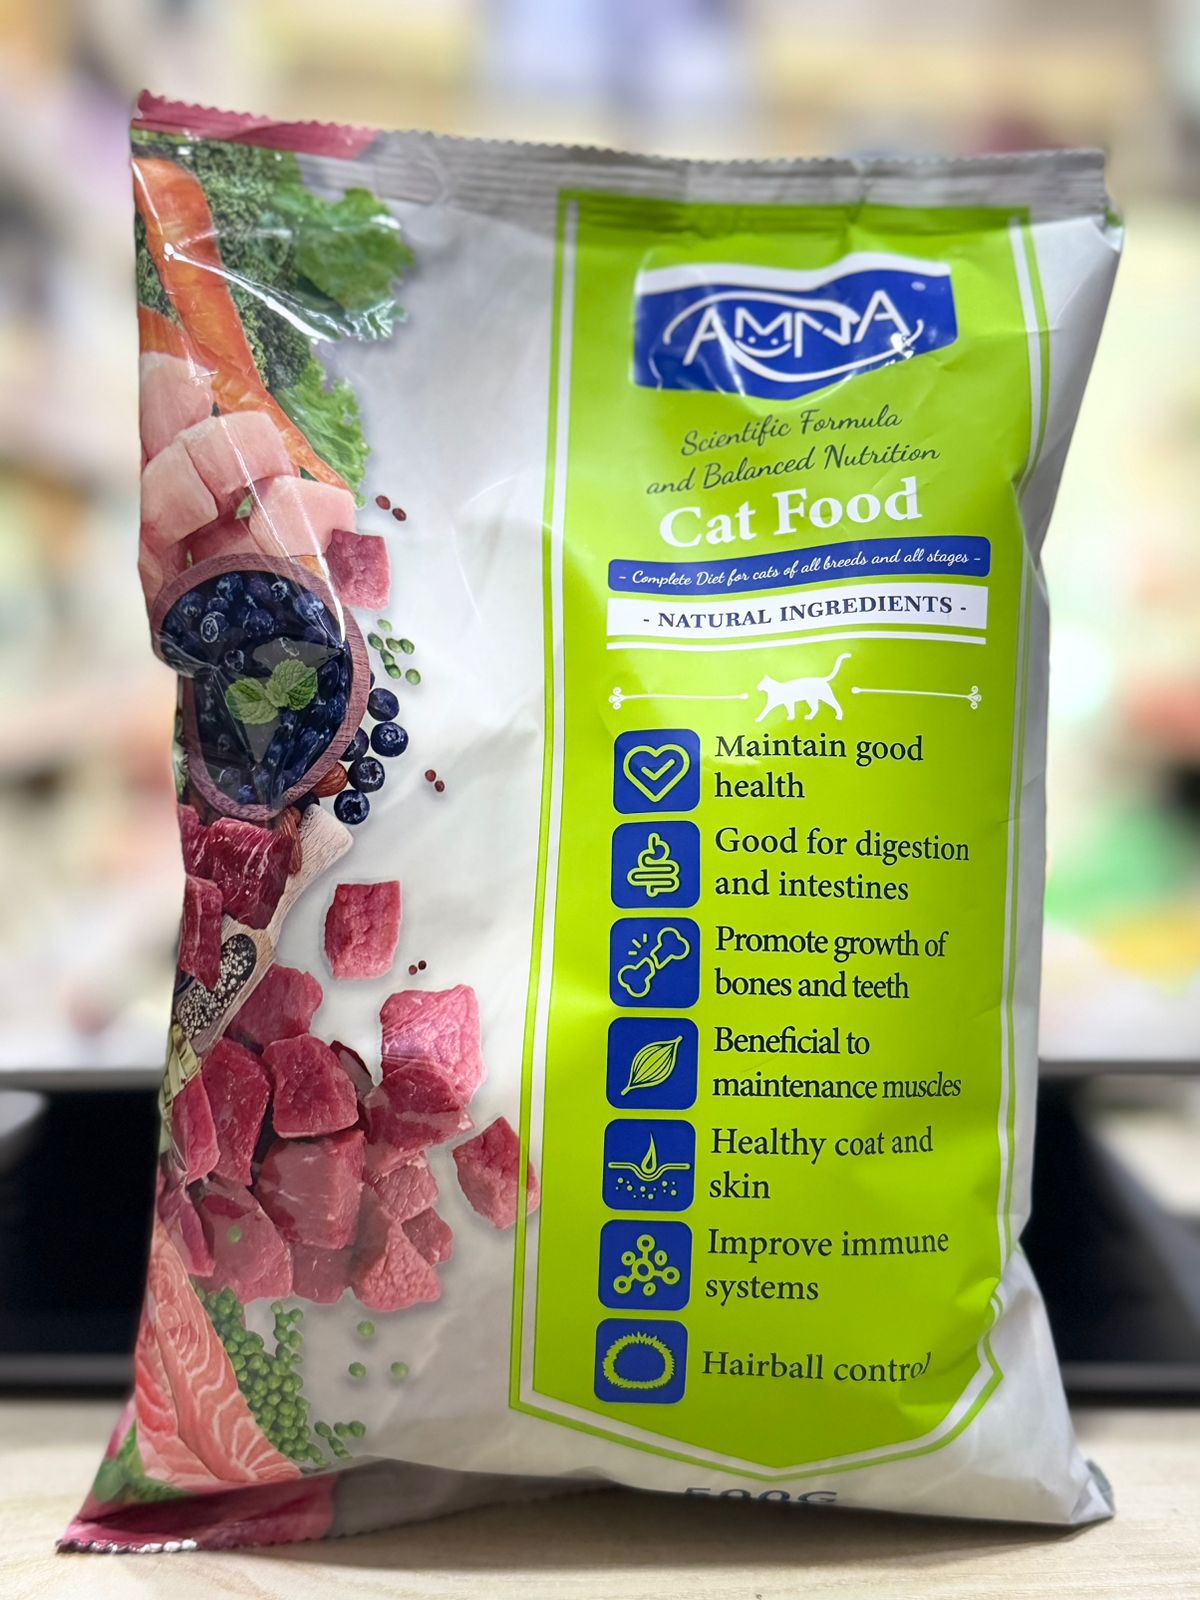 AMNA
Scientific Formula
and Balanced Nutrition
Cat Food
- Complete Diet for cats of all breeds and all stages -
- NATURAL INGREDIENTS -
Maintain good
health
Good for digestion
and intestines
Promote growth of
bones and teeth
Beneficial to
maintenance muscles
Healthy coat and
skin
Improve immune
systems
Hairball control
500G